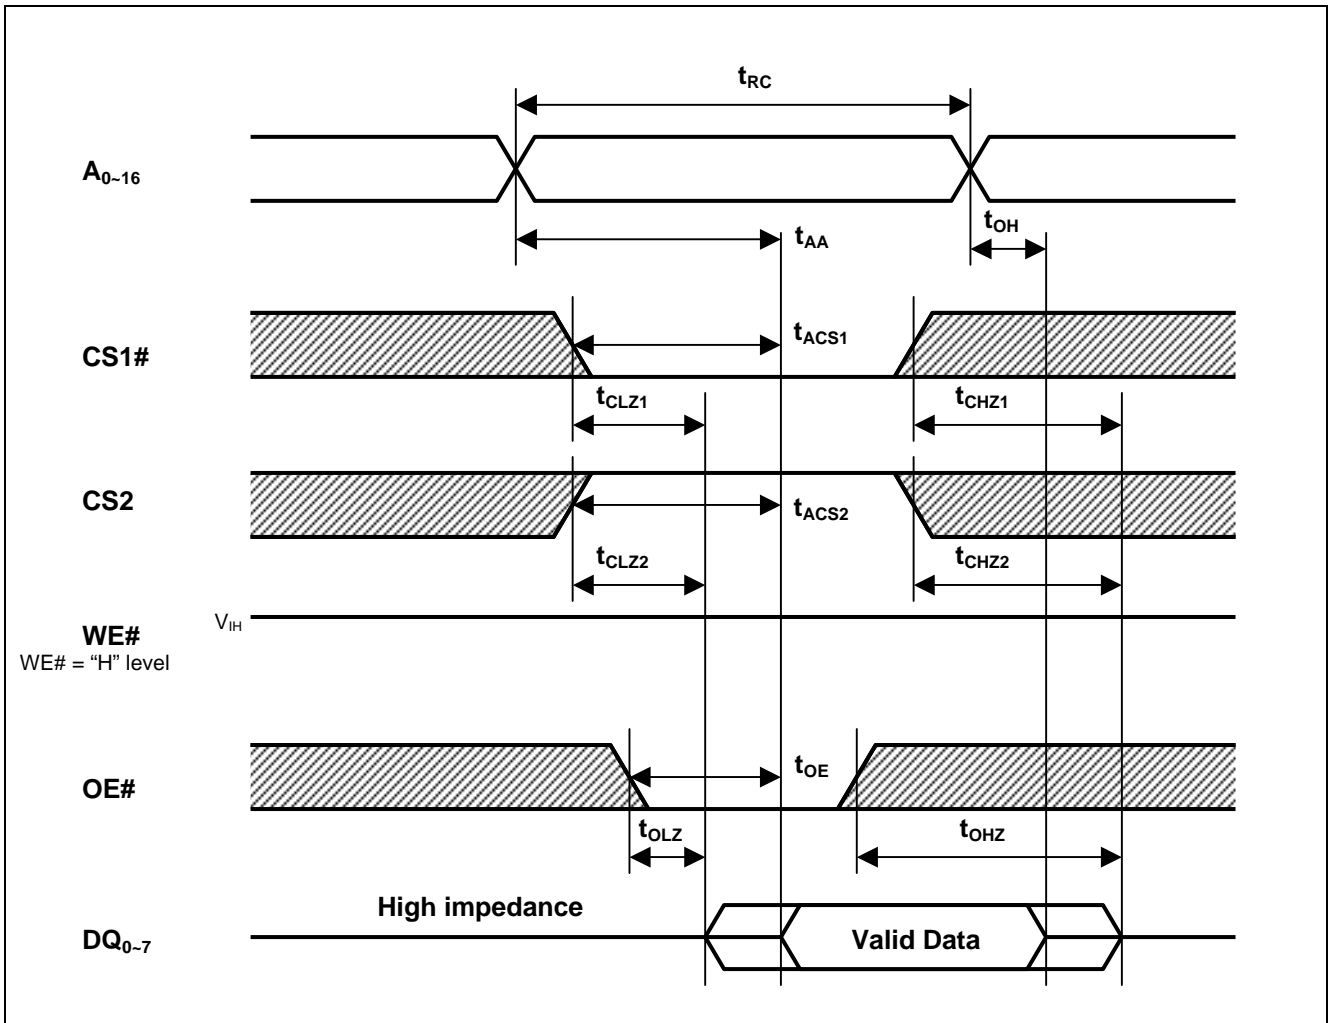 tRC
A0~16
tOH
tAA
CS1#
tACS1
tCLZ1
tCHZ1
CS2
tACS2
tCLZ2
tCHZ2
VIH
WE#
WE# = “H” level
tOE
OE#
tOLZ
tOHZ
High impedance
DQ0~7
Valid Data